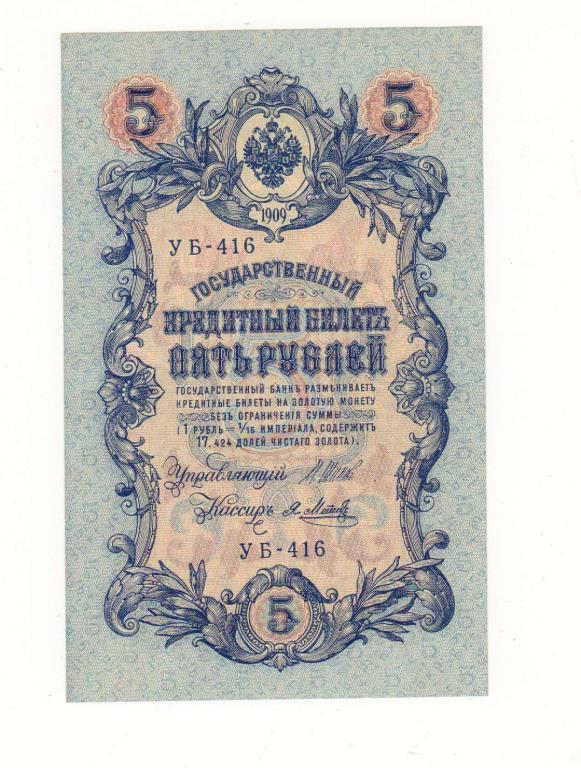 5 5
1909
УБ-416
ГОСУДАРСТВЕННЫЙ
КРЕДИТНЫЙ БИЛЕТЪ
ПЯТЬ РУБЛЕЙ
ГОСУДАРСТВЕННЫЙ БАНКЪ РАЗМѢНИВАЕТЪ
КРЕДИТНЫЕ БИЛЕТЫ НА ЗОЛОТУЮ МОНЕТУ
БЕЗЪ ОГРАНИЧЕНІЯ СУММЫ
(1 РУБЛЬ = 1/15 ИМПЕРІАЛА, СОДЕРЖИТЪ
17,424 ДОЛЕЙ ЧИСТАГО ЗОЛОТА).
Управляющий
Кассиръ
УБ-416
5